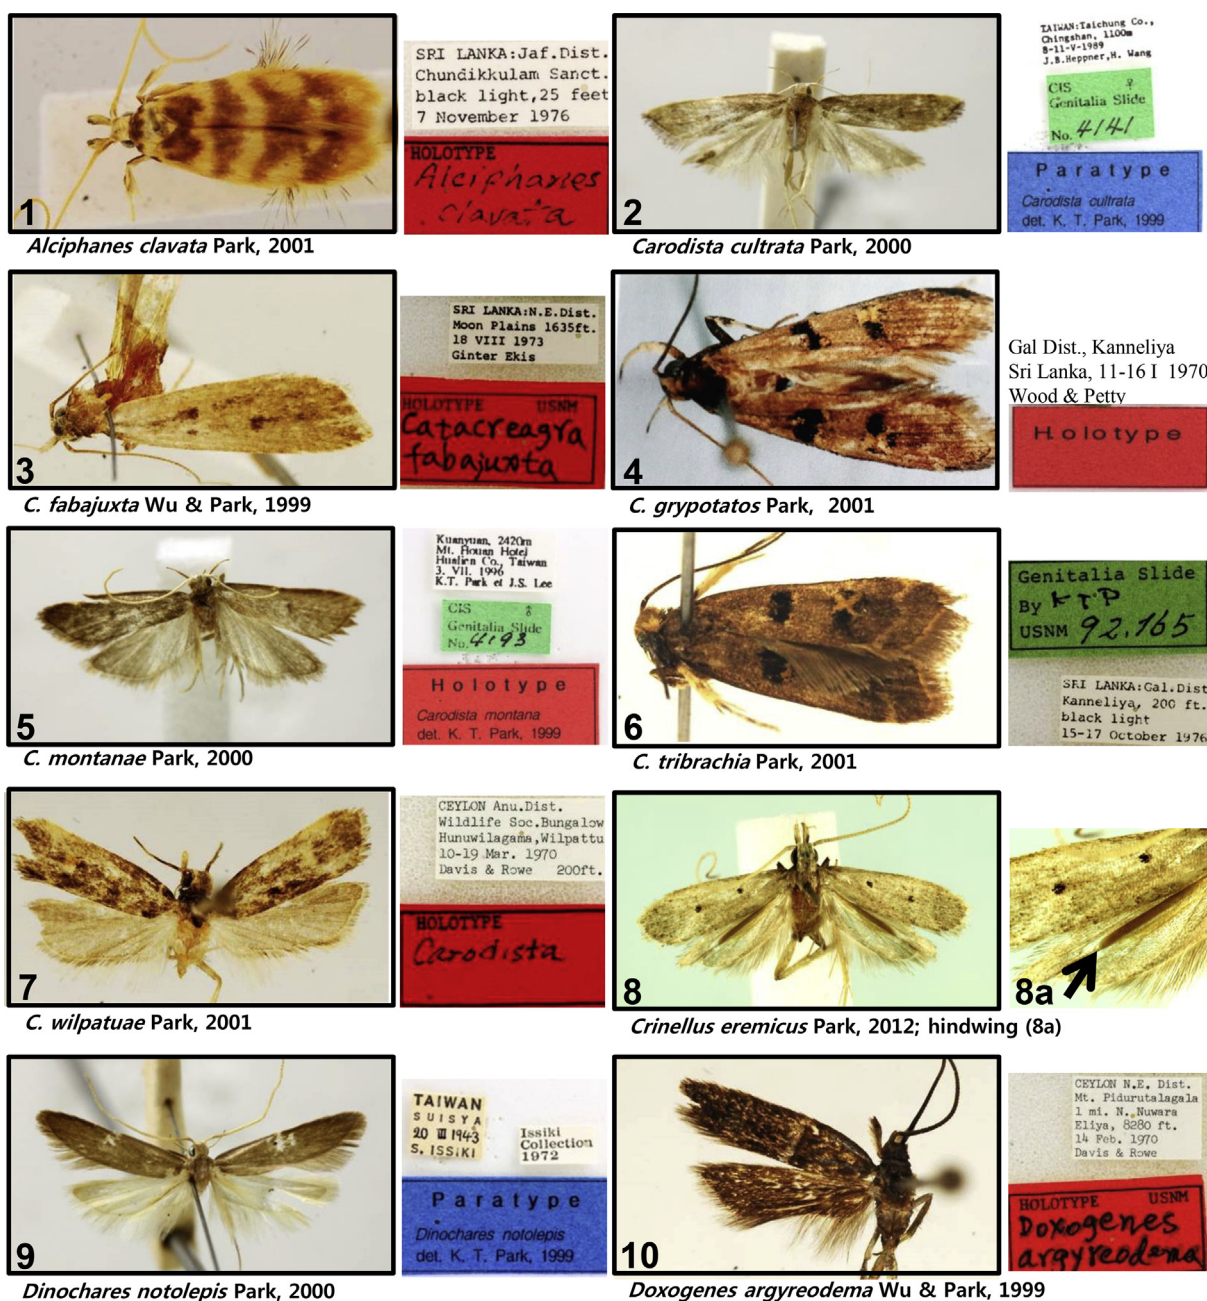 1
SRI LANKA:Jaf.Dist.
Chundikkulam Sanct.
black light,25 feet
7 November 1976
HOLOTYPE
Alciphanes
clavata
Alciphanes clavata Park, 2001
2
TAIWAN:Taichung Co.,
Chingshan, 1100m
8-11-V-1989
J.B.Heppner,H. Wang
CIS ♀
Genitalia Slide
No. 4141
Paratype
Carodista cultrata
det. K. T. Park, 1999
Carodista cultrata Park, 2000
3
SRI LANKA:N.E.Dist.
Moon Plains 1635ft.
18 VIII 1973
Ginter Ekis
HOLOTYPE USNM
Catacreagra
fabajuxta
C. fabajuxta Wu & Park, 1999
4
Gal Dist., Kanneliya
Sri Lanka, 11-16 I 1970
Wood & Petty
Holotype
C. grypotatos Park, 2001
5
Kuanyuan, 2420m
Mt. Houan Hotel
Hualien Co., Taiwan
3. VII. 1996
K.T. Park et J.S. Lee
CIS
Genitalia Slide
No. 4193
Holotype
Carodista montana
det. K. T. Park, 1999
C. montanae Park, 2000
6
Genitalia Slide
By KTP
USNM 92.165
SRI LANKA:Gal.Dist
Kanneliya, 200 ft.
black light
15-17 October 1976
C. tribrachia Park, 2001
7
CEYLON Anu.Dist.
Wildlife Soc.Bungalow
Hunuwilagama,Wilpattu
10-19 Mar. 1970
Davis & Rowe 200ft.
HOLOTYPE
Carodista
C. wilpatuae Park, 2001
8
8a
Crinellus eremicus Park, 2012; hindwing (8a)
9
TAIWAN
SUISYA
20 III 1943
S. ISSIKI
Issiki
Collection
1972
Paratype
Dinochares notolepis
det. K. T. Park, 1999
Dinochares notolepis Park, 2000
10
CEYLON N.E. Dist.
Mt. Pidurutalagala
1 mi. N. Nuwara
Eliya, 8280 ft.
14 Feb. 1970
Davis & Rowe
HOLOTYPE USNM
Doxogenes
argyreodema
Doxogenes argyreodema Wu & Park, 1999